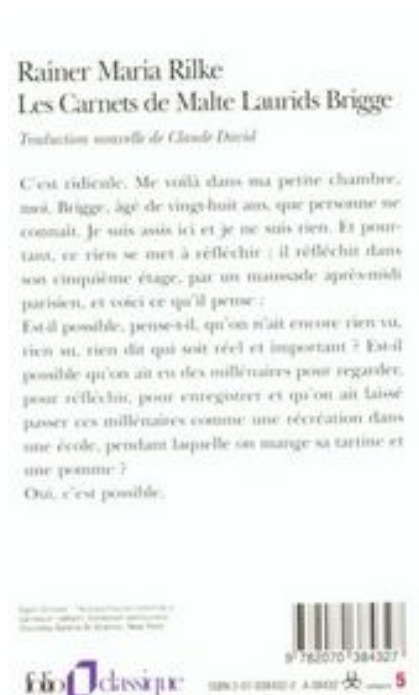 Rainer Maria Rilke
Les Carnets de Malte Laurids Brigge
Traduction nouvelle de Claude David
C'est ridicule. Me voilà dans ma petite chambre,
moi, Brigge, âgé de vingt-huit ans, que personne ne
connaît. Je suis assis ici et je ne suis rien. Et pour-
tant, ce rien se met à réfléchir ; il réfléchit dans
son cinquième étage, par un maussade après-midi
parisien, et voici ce qu'il pense :
Est-il possible, pense-t-il, qu'on n'ait encore rien vu,
rien su, rien dit qui soit réel et important ? Est-il
possible qu'on ait eu des millénaires pour regarder,
pour réfléchir, pour enregistrer et qu'on ait laissé
passer ces millénaires comme une récréation dans
une école, pendant laquelle on mange sa tartine et
une pomme ?
Oui, c'est possible.
9 782070 384327
folio classique
5